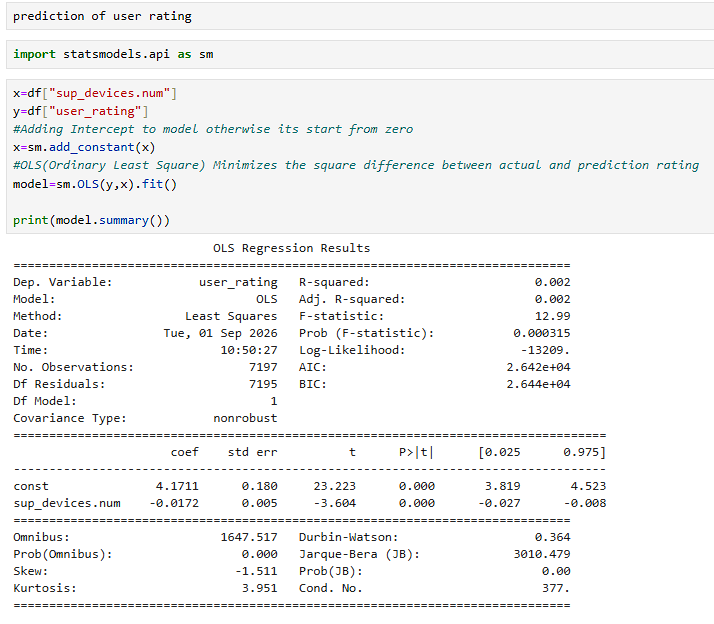 prediction of user rating
import statsmodels.api as sm
x=df["sup_devices.num"]
y=df["user_rating"]
#Adding Intercept to model otherwise its start from zero
x=sm.add_constant(x)
#OLS(Ordinary Least Square) Minimizes the square difference between actual and prediction rating
model=sm.OLS(y,x).fit()

print(model.summary())
                            OLS Regression Results
==============================================================================
Dep. Variable:            user_rating   R-squared:                       0.002
Model:                            OLS   Adj. R-squared:                  0.002
Method:                 Least Squares   F-statistic:                     12.99
Date:                Tue, 01 Sep 2026   Prob (F-statistic):           0.000315
Time:                        10:50:27   Log-Likelihood:                -13209.
No. Observations:                7197   AIC:                         2.642e+04
Df Residuals:                    7195   BIC:                         2.644e+04
Df Model:                           1
Covariance Type:            nonrobust
===================================================================================
                      coef    std err          t      P>|t|      [0.025      0.975]
-----------------------------------------------------------------------------------
const               4.1711      0.180     23.223      0.000       3.819       4.523
sup_devices.num    -0.0172      0.005     -3.604      0.000      -0.027      -0.008
==============================================================================
Omnibus:                     1647.517   Durbin-Watson:                   0.364
Prob(Omnibus):                  0.000   Jarque-Bera (JB):             3010.479
Skew:                          -1.511   Prob(JB):                         0.00
Kurtosis:                       3.951   Cond. No.                         377.
==============================================================================